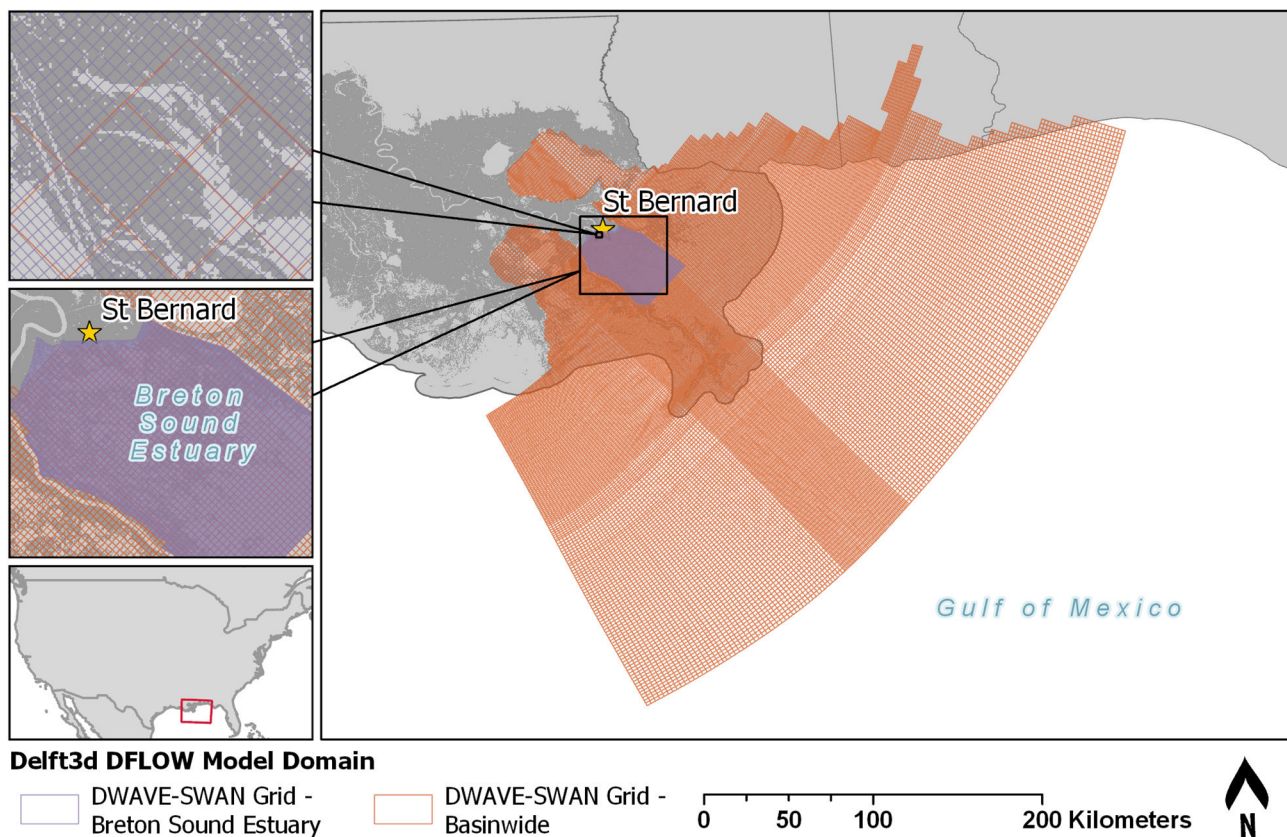 St Bernard
St Bernard
Breton
Sound
Estuary
Gulf of Mexico
Delft3d DFLOW Model Domain
DWAVE-SWAN Grid -
Breton Sound Estuary
DWAVE-SWAN Grid -
Basinwide
0 50 100 200 Kilometers
N